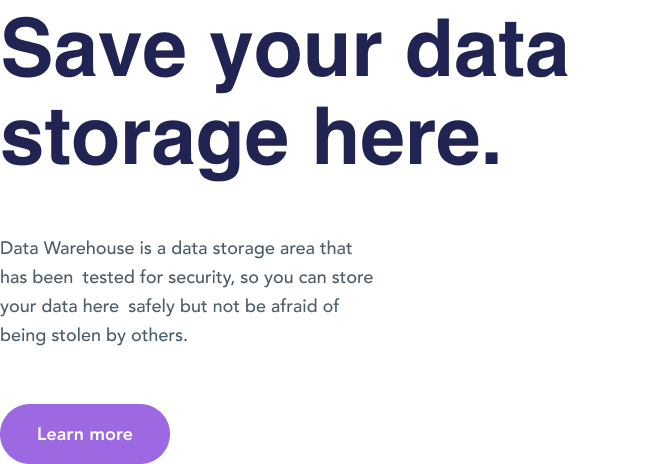 Save your data
storage here.
Data Warehouse is a data storage area that
has been  tested for security, so you can store
your data here  safely but not be afraid of
being stolen by others.
Learn more